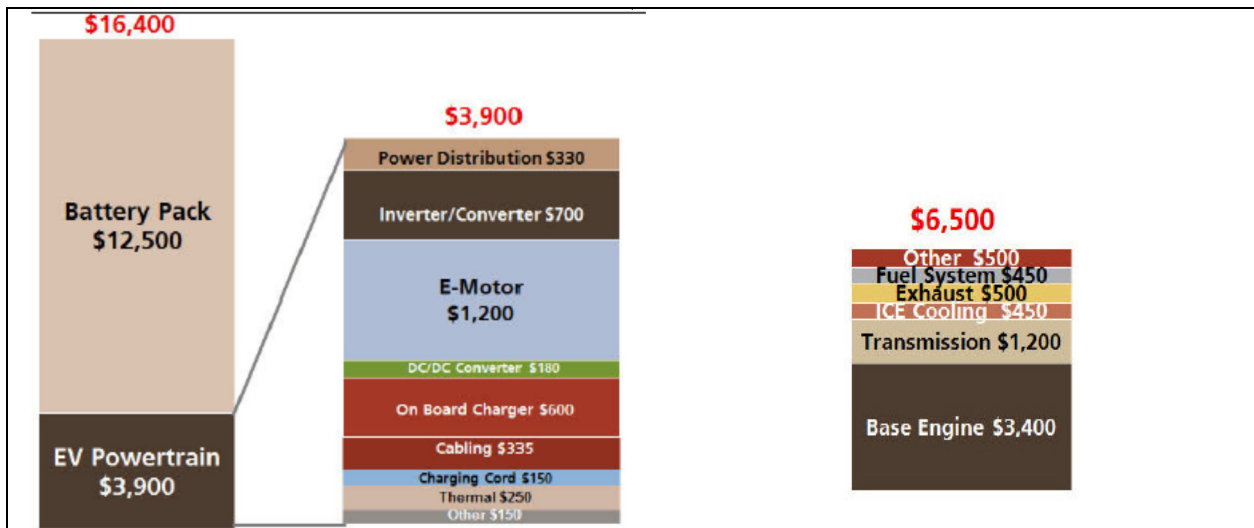 $16,400
Battery Pack
$12,500
EV Powertrain
$3,900
$3,900
Power Distribution $330
Inverter/Converter $700
E-Motor
$1,200
DC/DC Converter $180
On Board Charger $600
Cabling $335
Charging Cord $150
Thermal $250
Other $150
$6,500
Other $500
Fuel System $450
Exhaust $500
ICE Cooling $450
Transmission $1,200
Base Engine $3,400